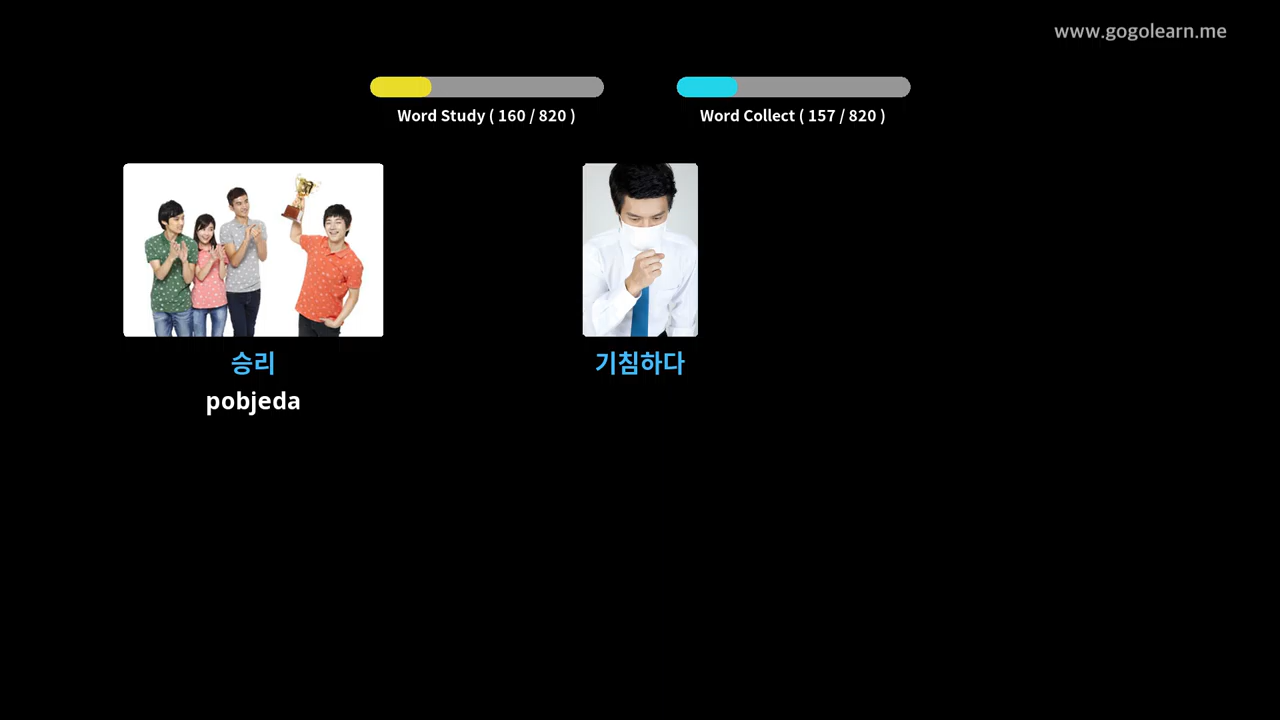 www.gogolearn.me
Word Study ( 160 / 820 )
Word Collect ( 157 / 820 )
승리
pobjeda
기침하다